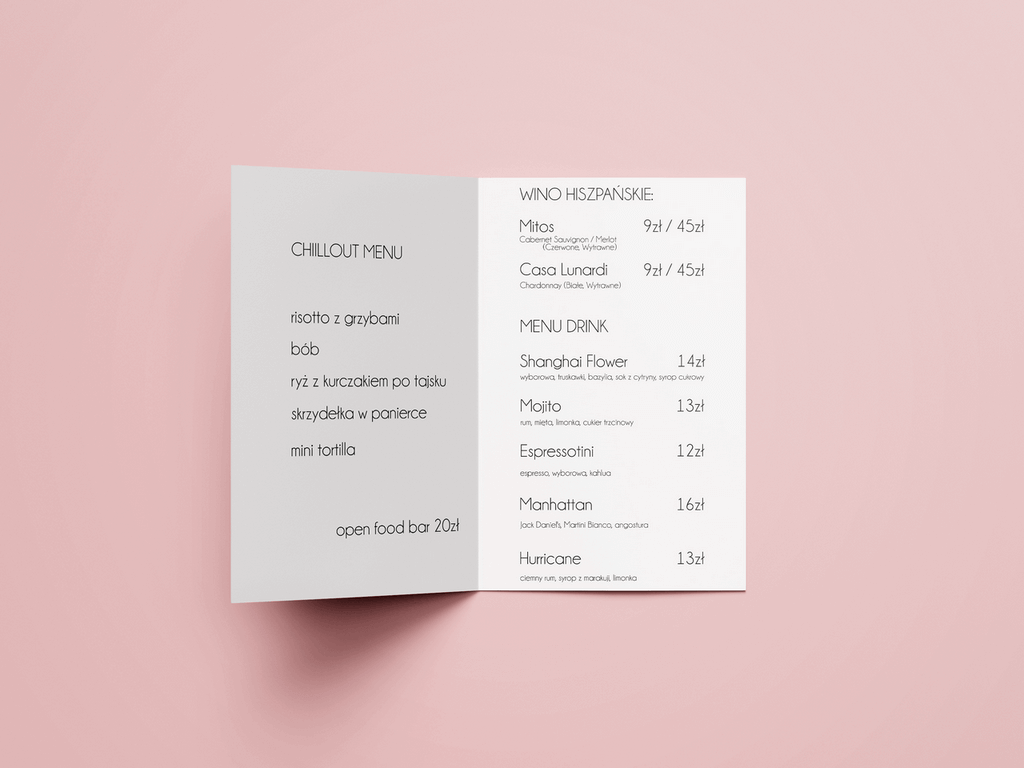 CHIILLOUT MENU
risotto z grzybami
bób
ryż z kurczakiem po tajsku
skrzydełka w panierce
mini tortilla
open food bar 20zł
WINO HISZPAŃSKIE:
Mitos 9zł / 45zł
Cabernet Sauvignon / Merlot
(Czerwone, Wytrawne)
Casa Lunardi 9zł / 45zł
Chardonnay (Białe, Wytrawne)
MENU DRINK
Shanghai Flower 14zł
wyborowa, truskawki, bazylia, sok z cytryny, syrop cukrowy
Mojito 13zł
rum, mięta, limonka, cukier trzcinowy
Espressotini 12zł
espresso, wyborowa, kahlua
Manhattan 16zł
Jack Daniel's, Martini Bianco, angostura
Hurricane 13zł
ciemny rum, syrop z marakuji, limonka